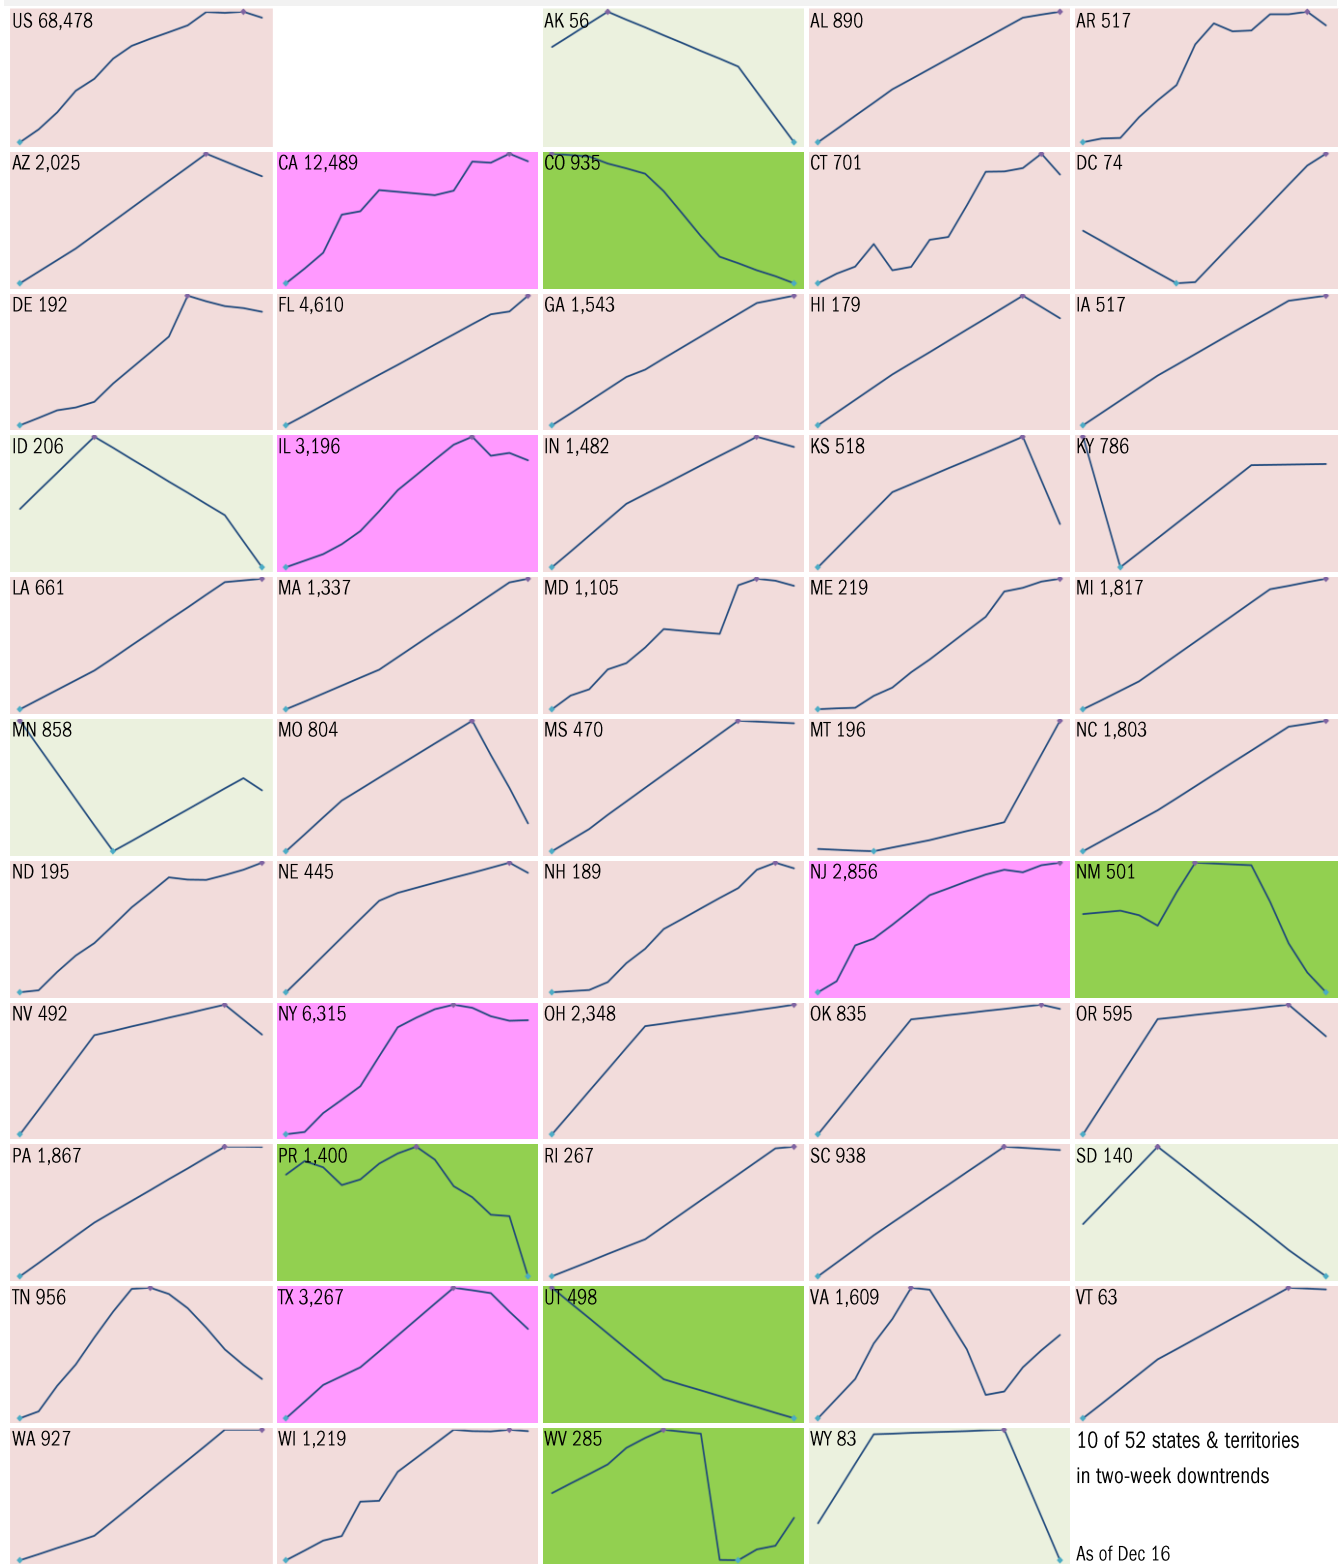 US 68,478
AK 56
AL 890
AR 517
AZ 2,025
CA 12,489
CO 935
CT 701
DC 74
DE 192
FL 4,610
GA 1,543
HI 179
IA 517
ID 206
IL 3,196
IN 1,482
KS 518
KY 786
LA 661
MA 1,337
MD 1,105
ME 219
MI 1,817
MN 858
MO 804
MS 470
MT 196
NC 1,803
ND 195
NE 445
NH 189
NJ 2,856
NM 501
NV 492
NY 6,315
OH 2,348
OK 835
OR 595
PA 1,867
PR 1,400
RI 267
SC 938
SD 140
TN 956
TX 3,267
UT 498
VA 1,609
VT 63
WA 927
WI 1,219
WV 285
WY 83
10 of 52 states & territories
in two-week downtrends
As of Dec 16